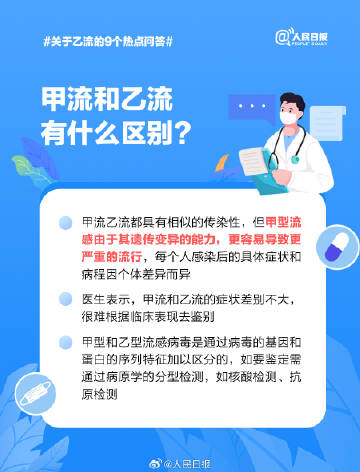 #关于乙流的9个热点问答#
@人民日报
PEOPLE'S DAILY
甲流和乙流
有什么区别?
甲流乙流都具有相似的传染性，但甲型流
感由于其遗传变异的能力，更容易导致更
严重的流行，每个人感染后的具体症状和
病程因个体差异而异
医生表示，甲流和乙流的症状差别不大，
很难根据临床表现去鉴别
甲型和乙型流感病毒是通过病毒的基因和
蛋白的序列特征加以区分的，如要鉴定需
通过病原学的分型检测，如核酸检测、抗
原检测
@人民日报